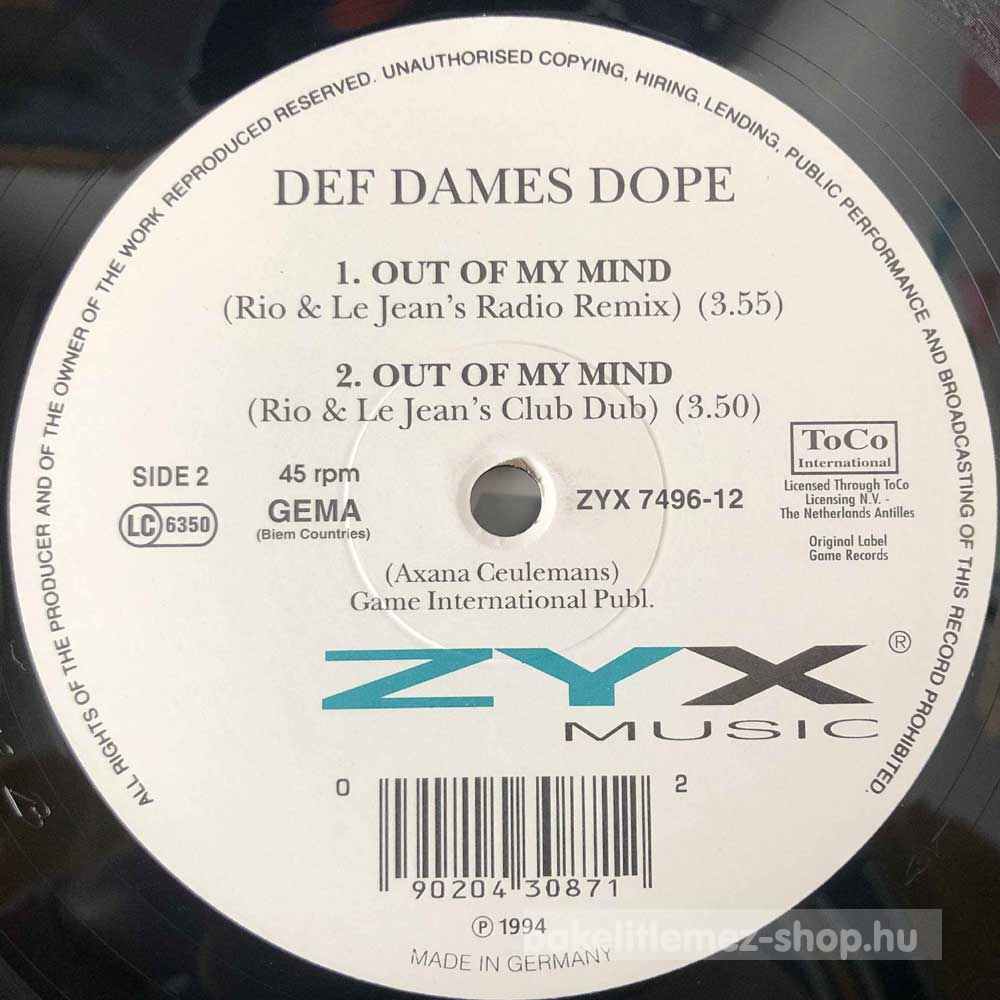 ALL RIGHTS OF THE PRODUCER AND OF THE OWNER OF THE WORK REPRODUCED RESERVED. UNAUTHORISED COPYING, HIRING, LENDING, PUBLIC PERFORMANCE AND BROADCASTING OF THIS RECORD PROHIBITED.
DEF DAMES DOPE
1. OUT OF MY MIND
(Rio & Le Jean's Radio Remix) (3.55)
2. OUT OF MY MIND
(Rio & Le Jean's Club Dub) (3.50)
SIDE 2
LC 6350
45 rpm
GEMA
(Biem Countries)
ZYX 7496-12
ToCo
International
Licensed Through ToCo
Licensing N.V. -
The Netherlands Antilles
Original Label
Game Records
(Axana Ceulemans)
Game International Publ.
ZYX ®
MUSIC
0 90204 30871 2
℗ 1994
MADE IN GERMANY
bakelitlemez-shop.hu